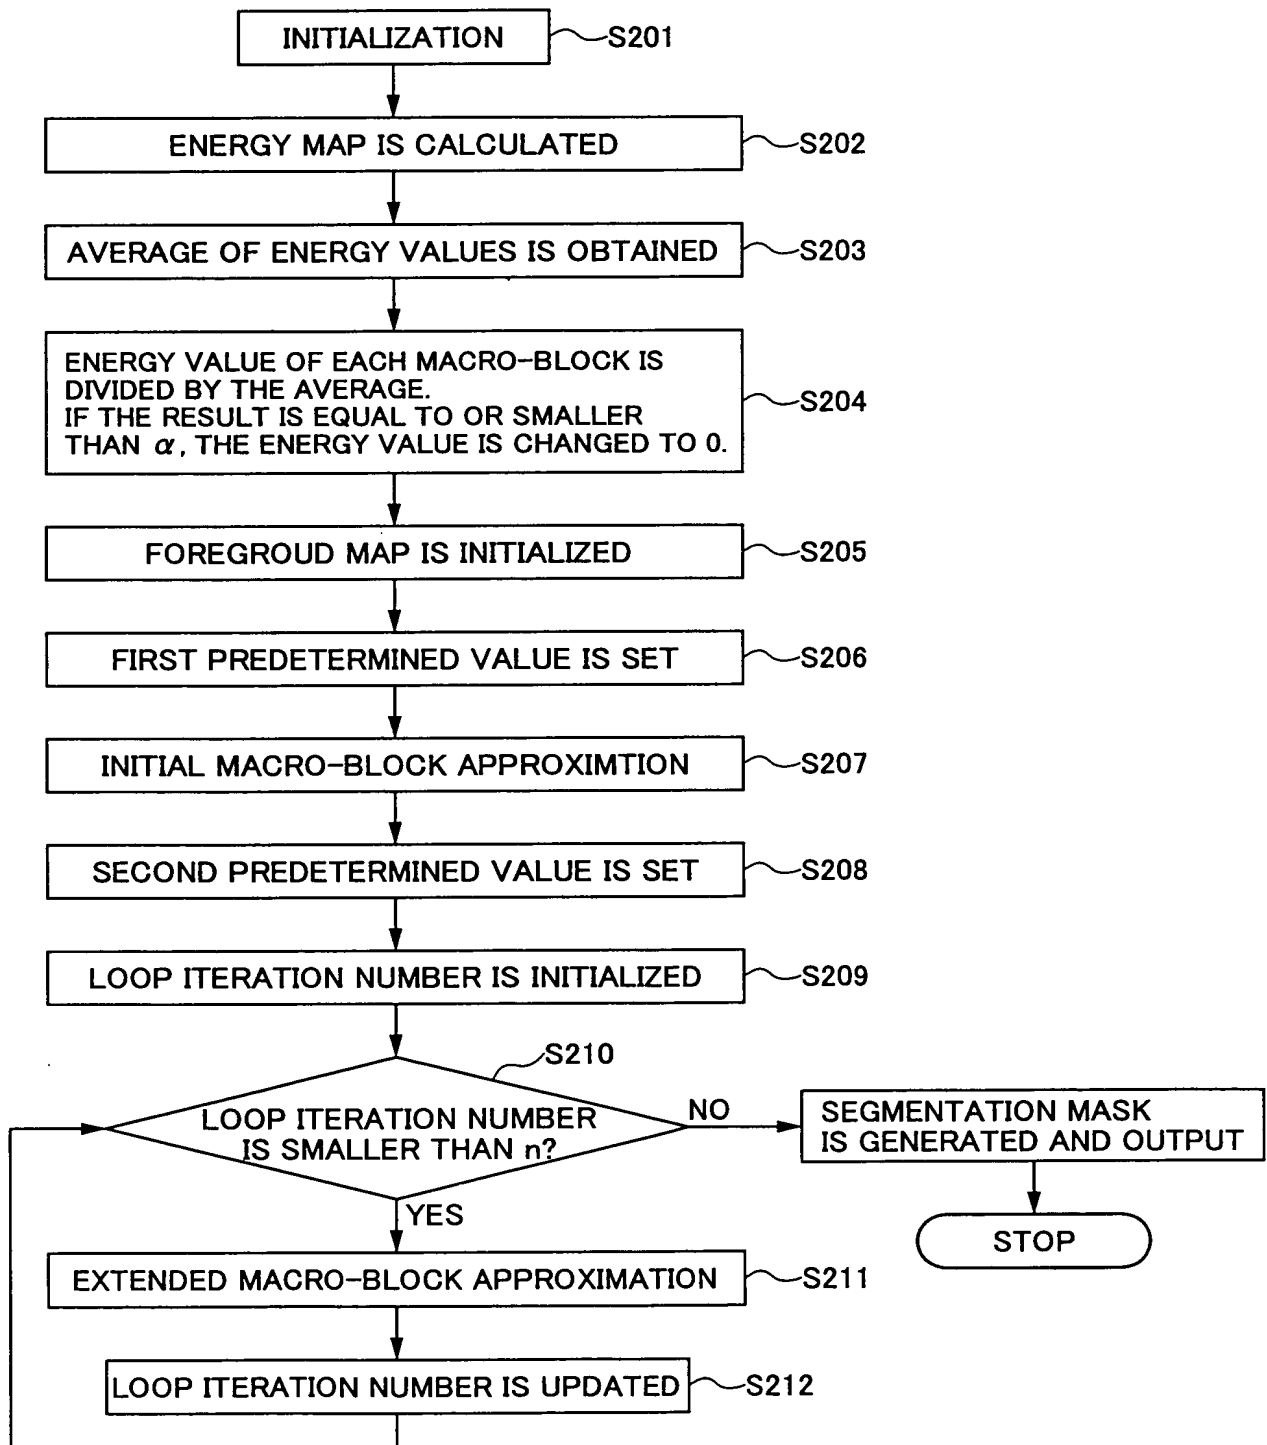 INITIALIZATION
S201
ENERGY MAP IS CALCULATED
S202
AVERAGE OF ENERGY VALUES IS OBTAINED
S203
ENERGY VALUE OF EACH MACRO-BLOCK IS
DIVIDED BY THE AVERAGE.
IF THE RESULT IS EQUAL TO OR SMALLER
THAN α, THE ENERGY VALUE IS CHANGED TO 0.
S204
FOREGROUD MAP IS INITIALIZED
S205
FIRST PREDETERMINED VALUE IS SET
S206
INITIAL MACRO-BLOCK APPROXIMTION
S207
SECOND PREDETERMINED VALUE IS SET
S208
LOOP ITERATION NUMBER IS INITIALIZED
S209
S210
LOOP ITERATION NUMBER
IS SMALLER THAN n?
NO
SEGMENTATION MASK
IS GENERATED AND OUTPUT
YES
STOP
EXTENDED MACRO-BLOCK APPROXIMATION
S211
LOOP ITERATION NUMBER IS UPDATED
S212